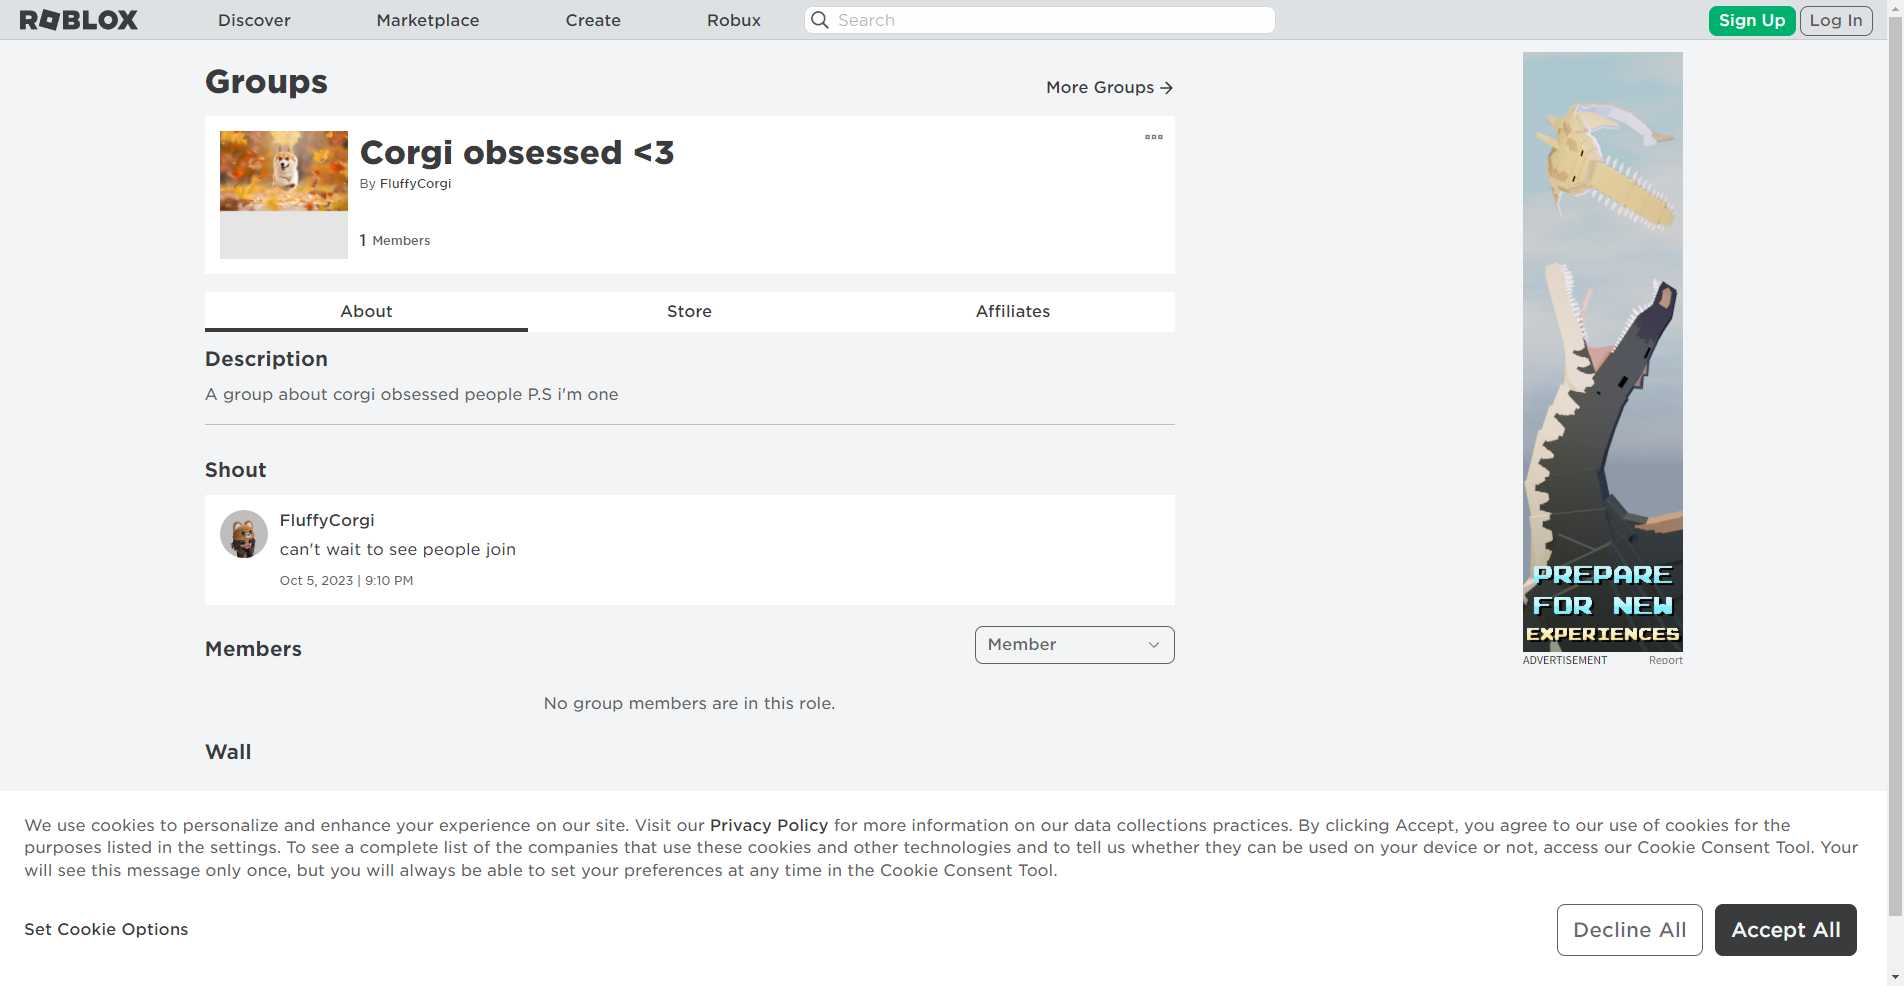 ROBLOX
Discover
Marketplace
Create
Robux
Search
Sign Up
Log In
Groups
More Groups
Corgi obsessed <3
By FluffyCorgi
1 Members
About
Store
Affiliates
Description
A group about corgi obsessed people P.S i'm one
Shout
FluffyCorgi
can't wait to see people join
Oct 5, 2023 | 9:10 PM
Members
Member
No group members are in this role.
Wall
PREPARE
FOR NEW
EXPERIENCES
ADVERTISEMENT
Report
We use cookies to personalize and enhance your experience on our site. Visit our Privacy Policy for more information on our data collections practices. By clicking Accept, you agree to our use of cookies for the
purposes listed in the settings. To see a complete list of the companies that use these cookies and other technologies and to tell us whether they can be used on your device or not, access our Cookie Consent Tool. Your
will see this message only once, but you will always be able to set your preferences at any time in the Cookie Consent Tool.
Set Cookie Options
Decline All
Accept All